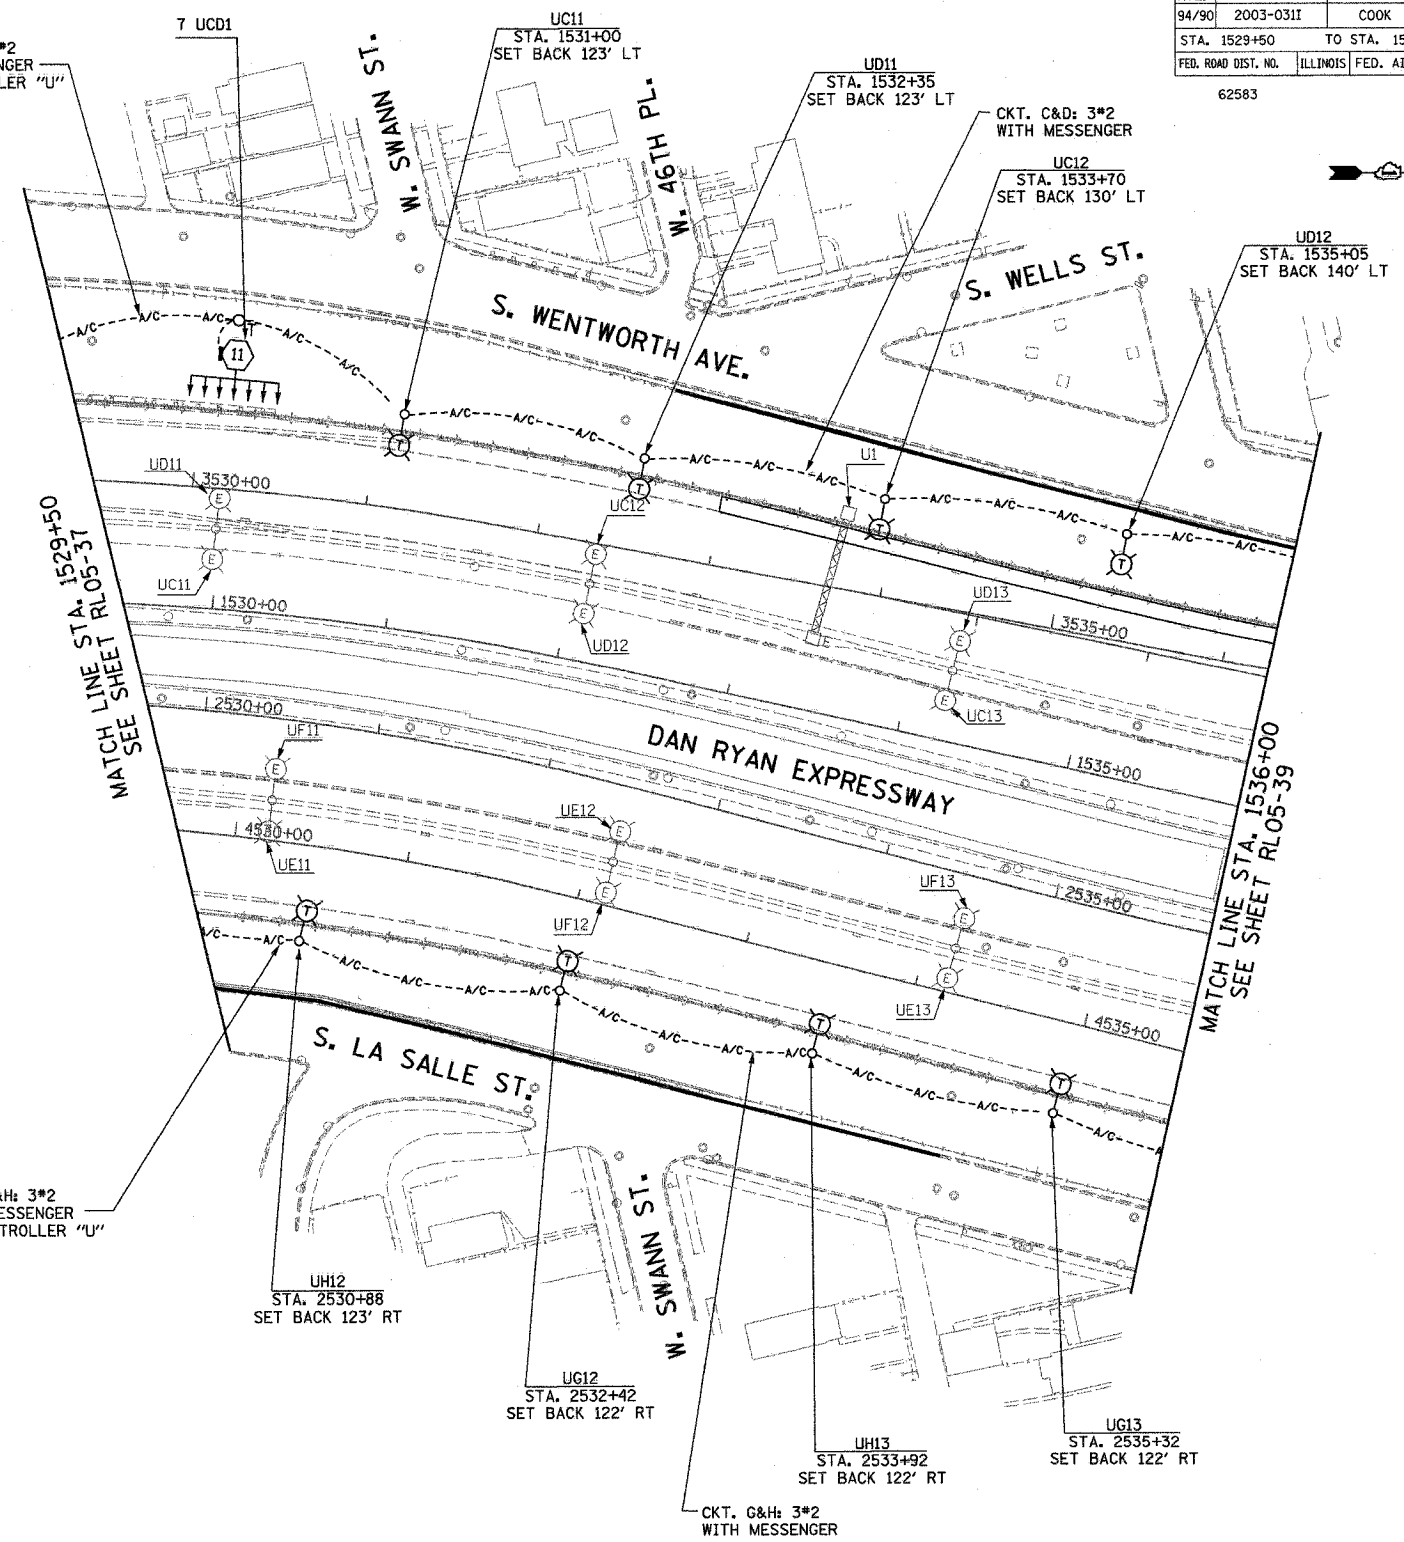 94/90 2003-031I COOK
STA. 1529+50 TO STA. 15
FED. ROAD DIST. NO. ILLINOIS FED. AI
62583
#2
NGER
LER "U"
7 UCD1
UC11
STA. 1531+00
SET BACK 123' LT
UD11
STA. 1532+35
SET BACK 123' LT
CKT. C&D: 3#2
WITH MESSENGER
UC12
STA. 1533+70
SET BACK 130' LT
UD12
STA. 1535+05
SET BACK 140' LT
W. SWANN ST.
W. 46TH PL.
S. WELLS ST.
S. WENTWORTH AVE.
A/C A/C A/C A/C A/C
T
11
A/C A/C A/C
A/C A/C A/C
A/C A/C A/C
A/C A/C
T
T
T
T
U1
UD11
E
3530+00
UC12
E
UC11
E
1530+00
E
UD12
UD13
E
3535+00
E
UC13
MATCH LINE STA. 1529+50
SEE SHEET RL05-37
2530+00
UF11
E
DAN RYAN EXPRESSWAY
1535+00
UE12
E
4530+00
UE11
UF12
E
UF13
E
2535+00
UE13
E
4535+00
MATCH LINE STA. 1536+00
SEE SHEET RL05-39
T
T
T
T
A/C A/C
A/C A/C A/C A/C
A/C A/C A/C A/C
A/C A/C A/C
A/C
S. LA SALLE ST.
W. SWANN ST.
&H: 3#2
ESSENGER
TROLLER "U"
UH12
STA. 2530+88
SET BACK 123' RT
UG12
STA. 2532+42
SET BACK 122' RT
UH13
STA. 2533+92
SET BACK 122' RT
UG13
STA. 2535+32
SET BACK 122' RT
CKT. G&H: 3#2
WITH MESSENGER